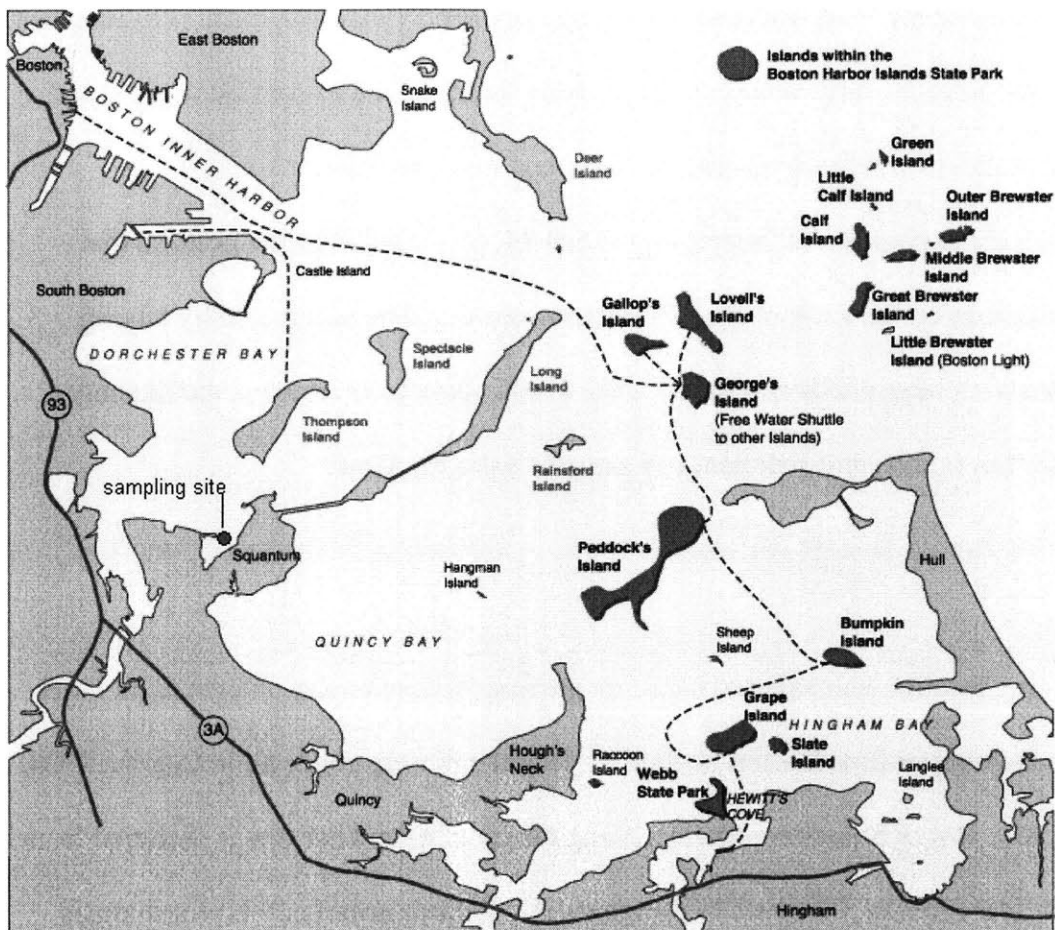 East Boston
Boston
Islands within the
Boston Harbor Islands State Park
Snake
Island
BOSTON INNER HARBOR
Deer
Island
Green
Island
Little
Calf Island
Outer Brewster
Island
Calf
Island
Middle Brewster
Island
Castle Island
South Boston
Gallop's
Island
Lovell's
Island
Great Brewster
Island
Little Brewster
Island (Boston Light)
DORCHESTER BAY
Spectacle
Island
Long
Island
George's
Island
(Free Water Shuttle
to other Islands)
93
Thompson
Island
Rainsford
Island
sampling site
Squantum
Peddock's
Island
Hangman
Island
Hull
QUINCY BAY
Sheep
Island
Bumpkin
Island
3A
Grape
Island
HINGHAM BAY
Slate
Island
Hough's
Neck
Raccoon
Island
Webb
State Park
HEWITT'S
COVE
Langlee
Island
Quincy
Hingham